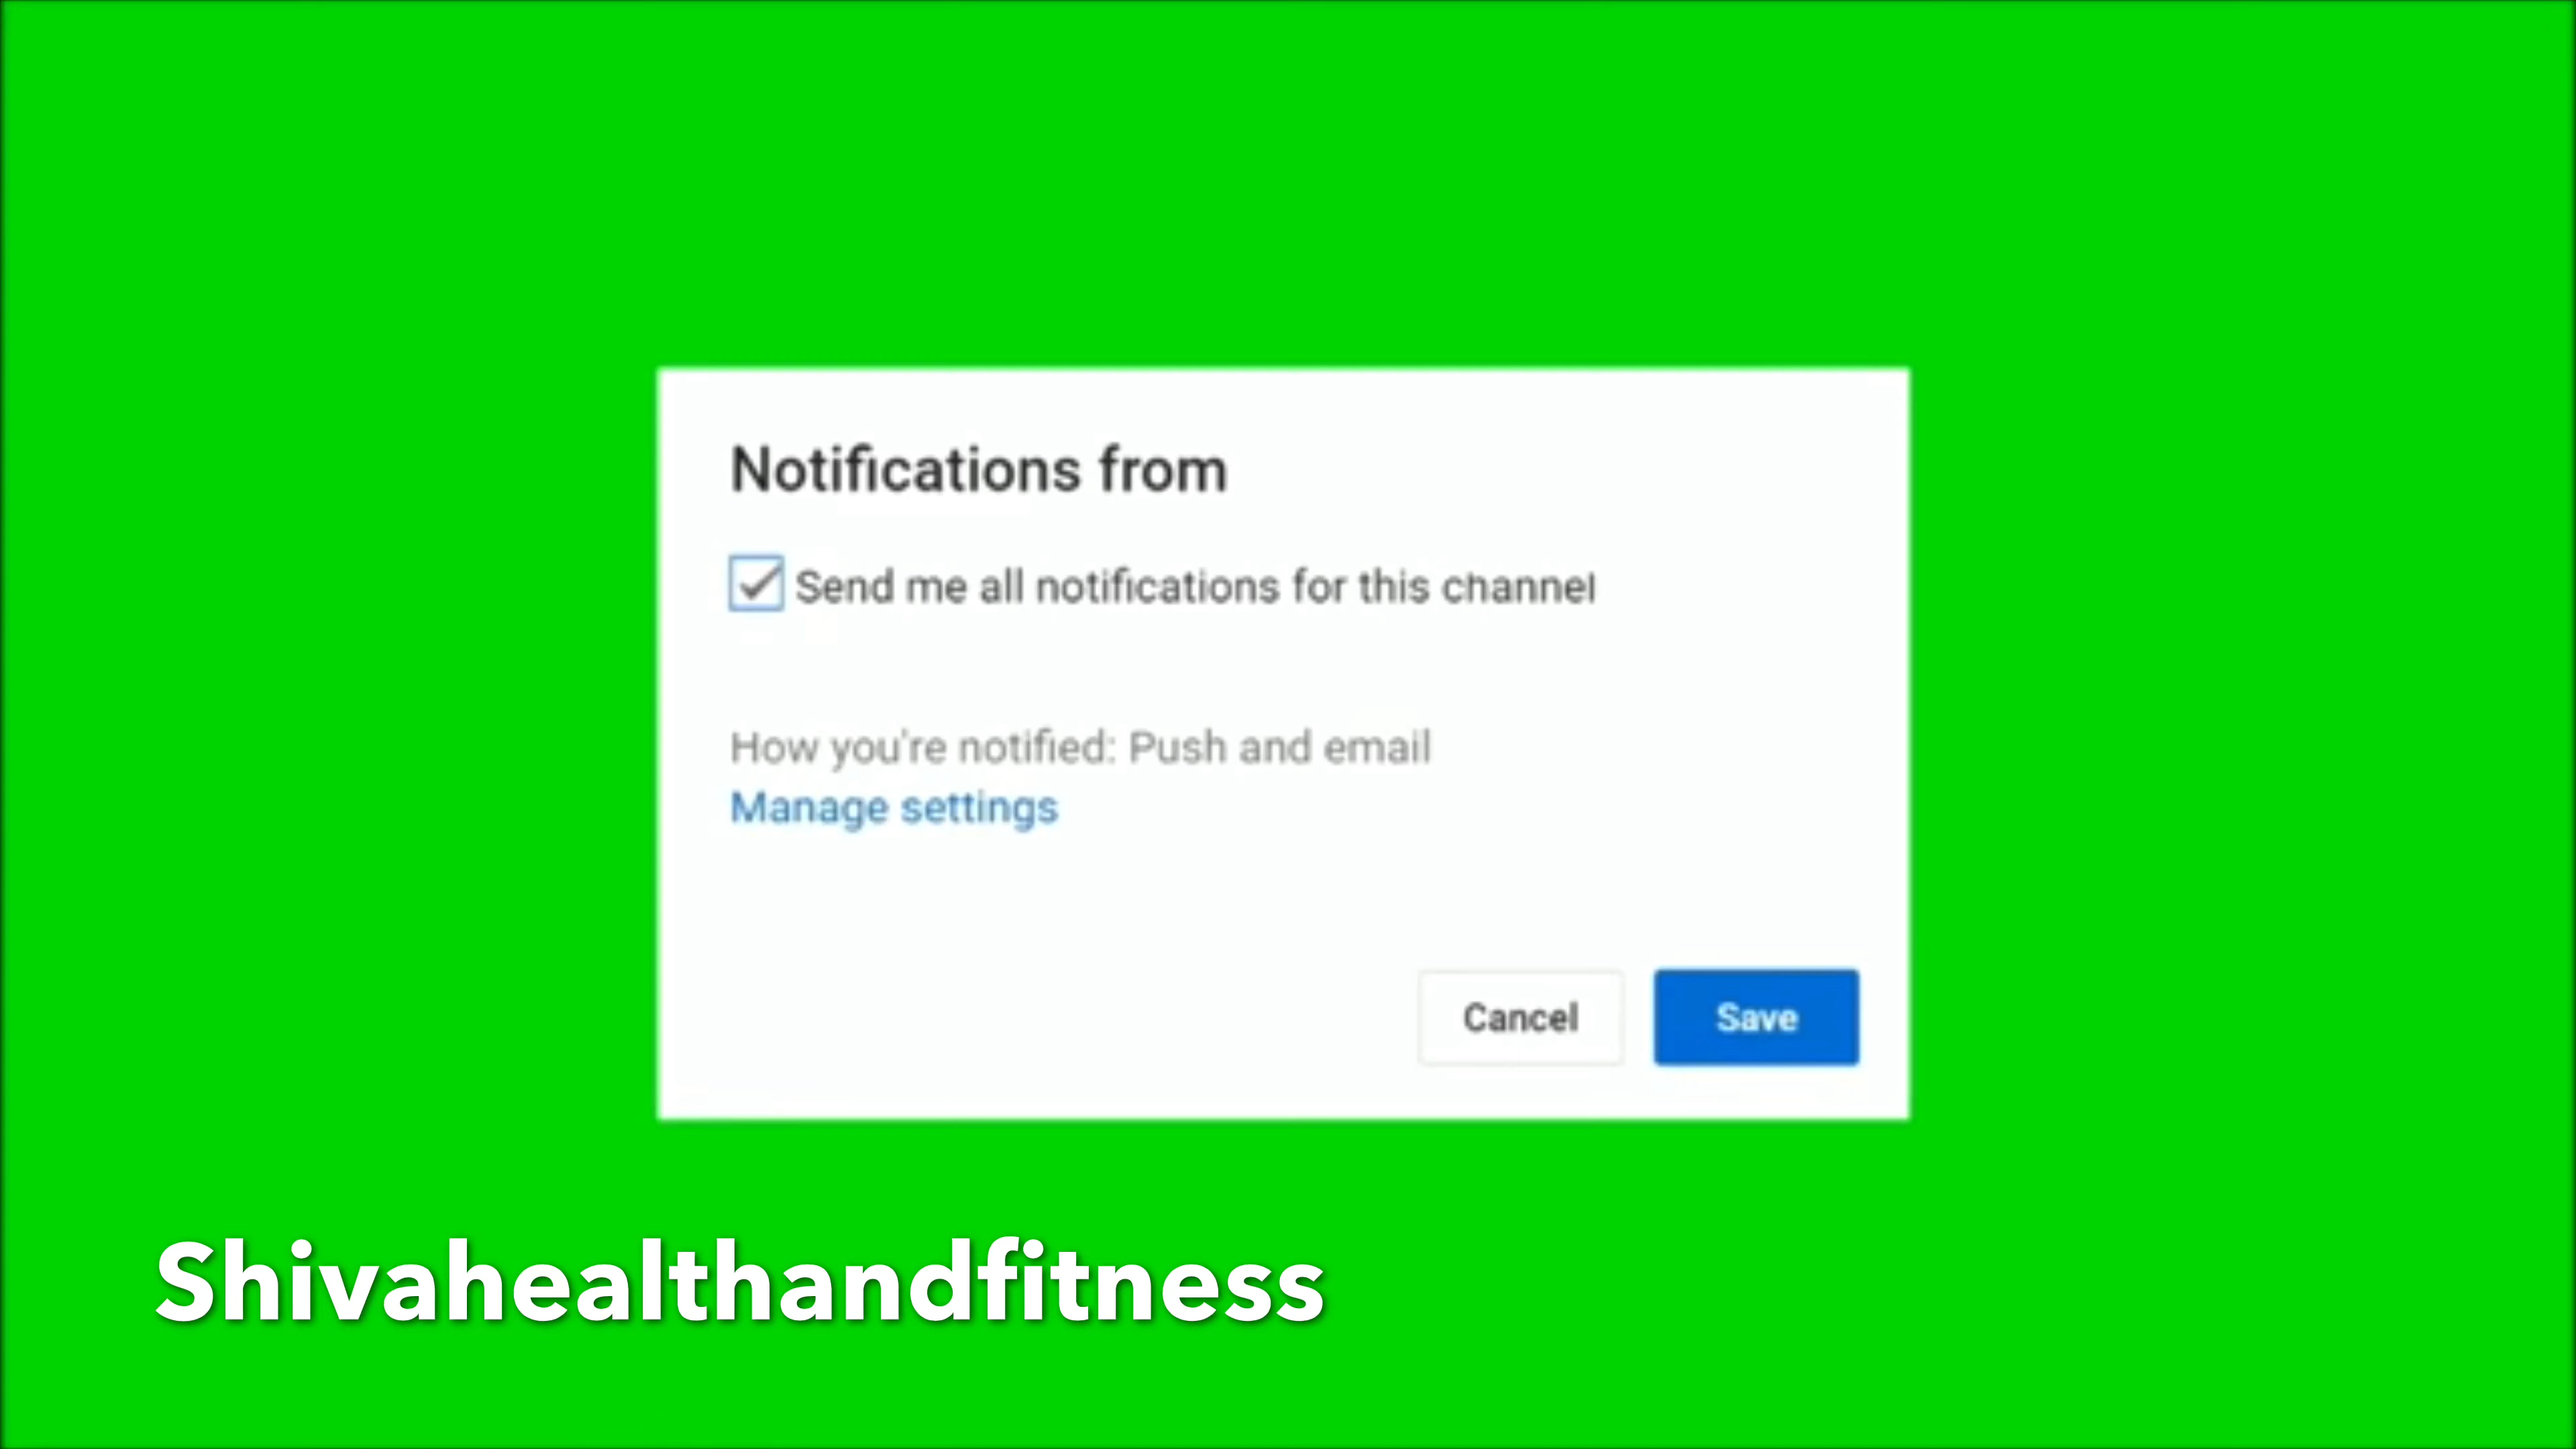 Notifications from
Send me all notifications for this channel
How you're notified: Push and email
Manage settings
Cancel
Save
Shivahealthandfitness